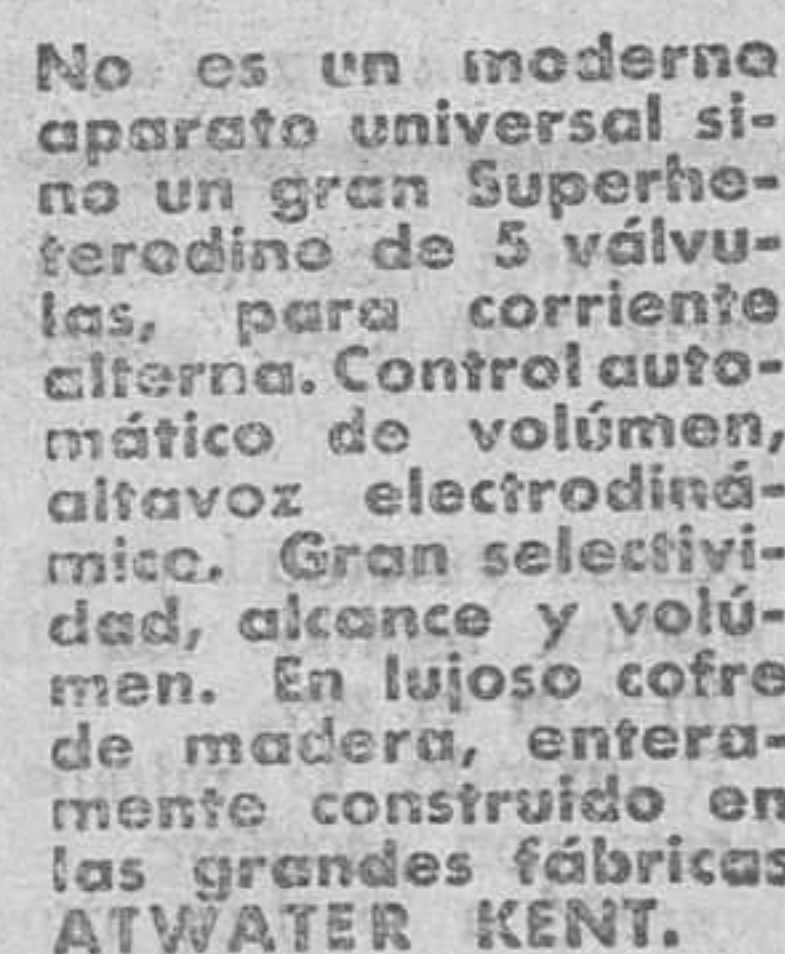 No es un moderno
aparato universal si-
no un gran Superhe-
terodino de 5 válvu-
las, para corriente
alterna. Control auto-
mático de volúmen,
altavoz electrodiná-
mico. Gran selectivi-
dad, alcance y volú-
men. En lujoso cofre
de madera, entera-
mente construido en
las grandes fábricas
ATWATER KENT.